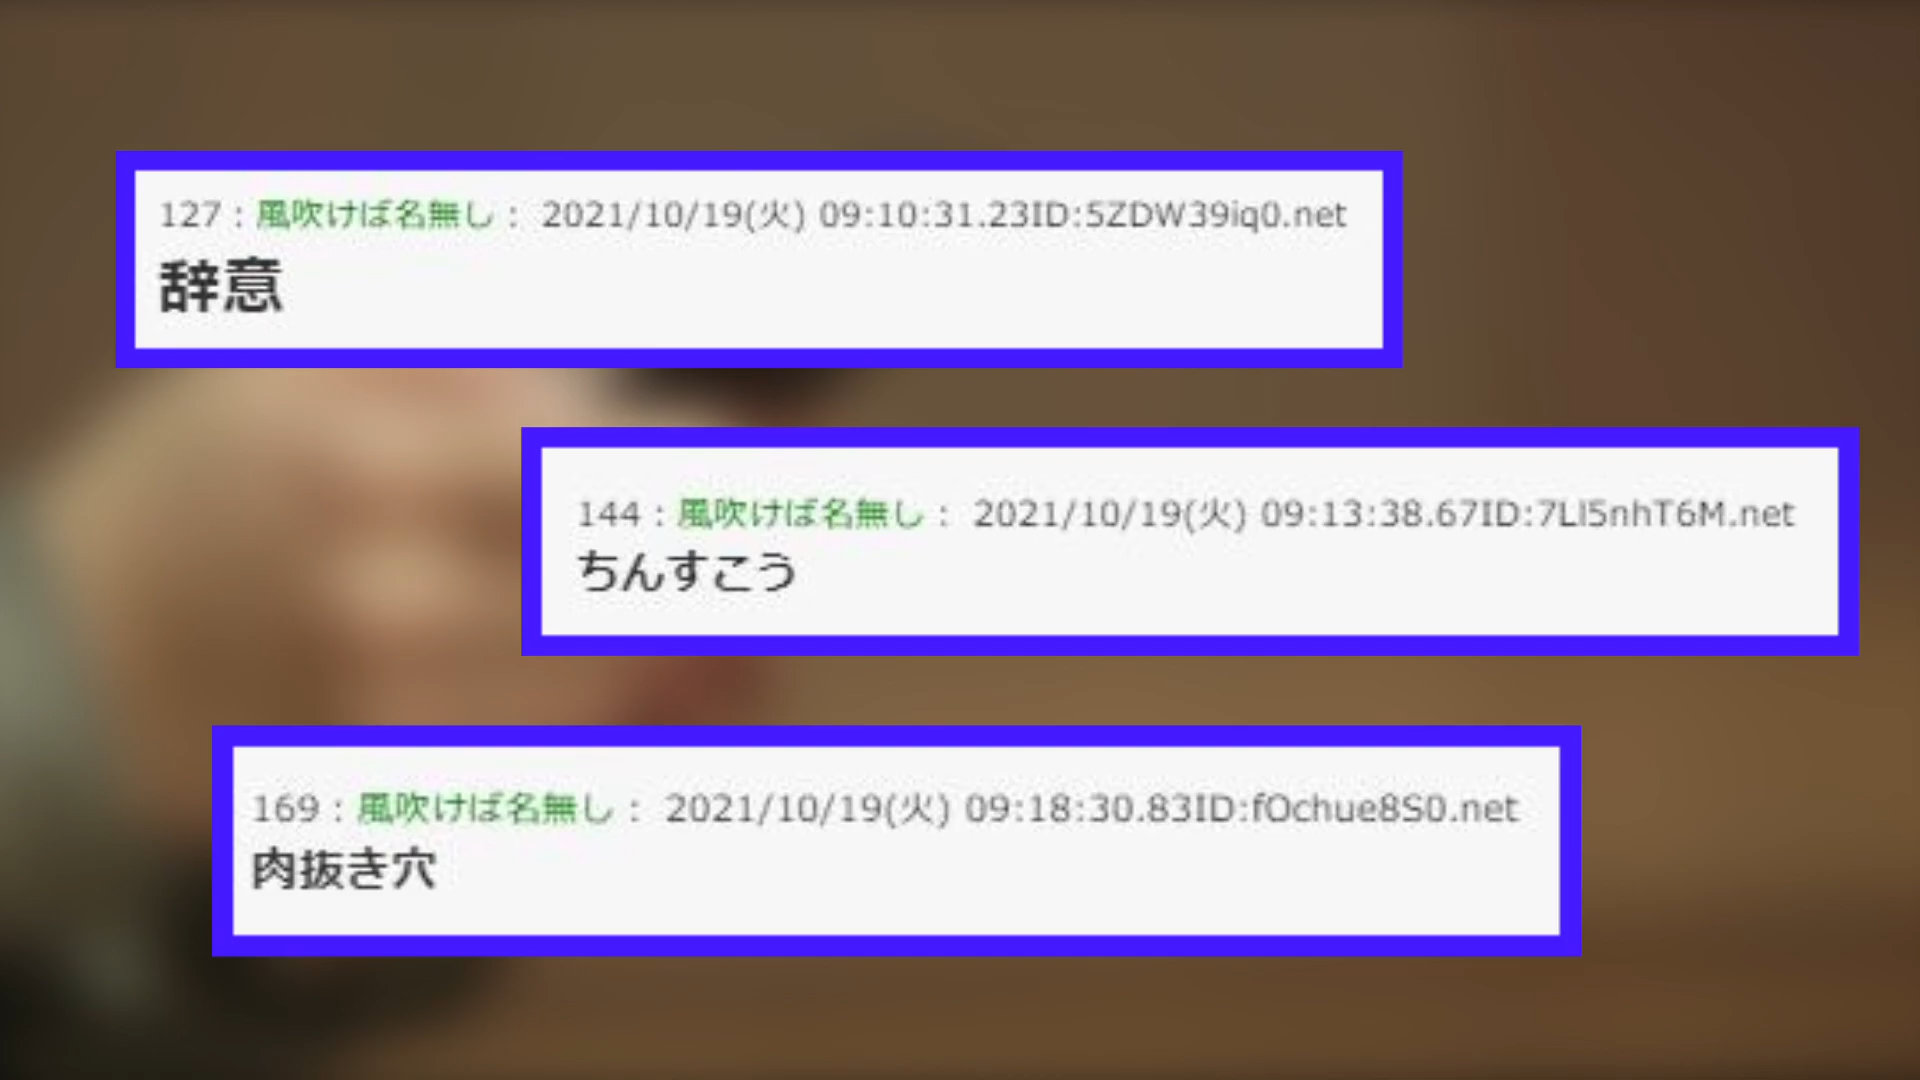 127：風吹けば名無し： 2021/10/19(火) 09:10:31.23ID:5ZDW39iq0.net
辞意
144：風吹けば名無し： 2021/10/19(火) 09:13:38.67ID:7LI5nhT6M.net
ちんすこう
169：風吹けば名無し： 2021/10/19(火) 09:18:30.83ID:fOchue8S0.net
肉抜き穴